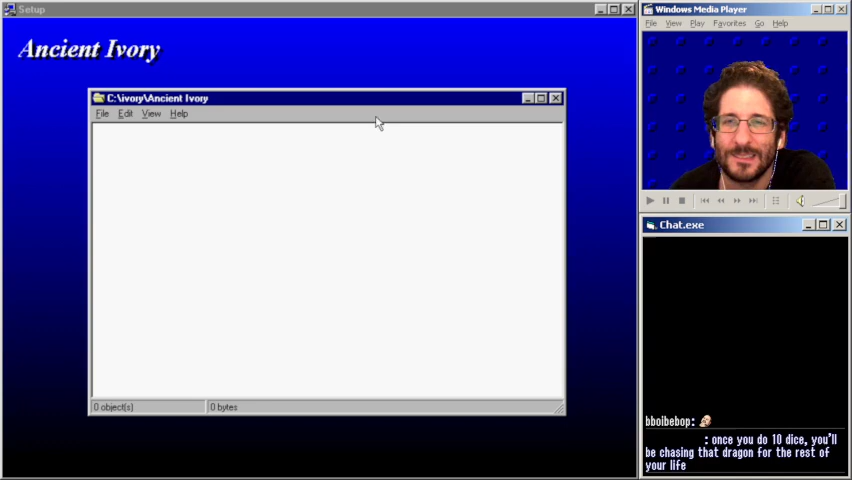 Setup
Ancient Ivory
C:\ivory\Ancient Ivory
File Edit View Help
0 object(s) 0 bytes
Windows Media Player
File View Play Favorites Go Help
Chat.exe
bboibebop:
: once you do 10 dice, you'll
be chasing that dragon for the rest of
your life